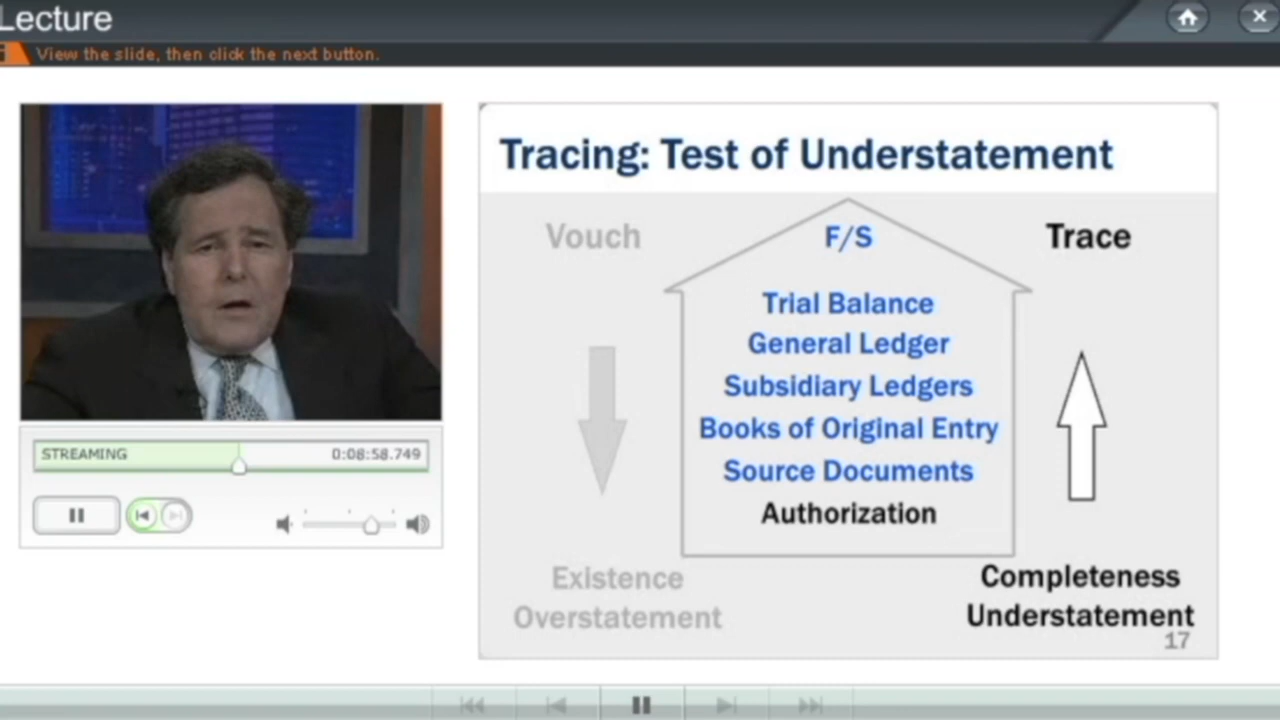 Lecture
View the slide, then click the next button.
STREAMING
0:08:58.749
Tracing: Test of Understatement
Vouch
F/S
Trace
Trial Balance
General Ledger
Subsidiary Ledgers
Books of Original Entry
Source Documents
Authorization
Existence
Overstatement
Completeness
Understatement
17